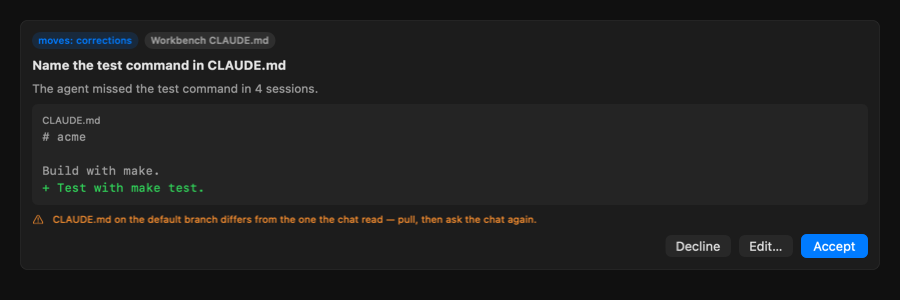 moves: corrections Workbench CLAUDE.md
Name the test command in CLAUDE.md
The agent missed the test command in 4 sessions.
CLAUDE.md
# acme
Build with make.
+ Test with make test.
CLAUDE.md on the default branch differs from the one the chat read — pull, then ask the chat again.
Decline Edit... Accept